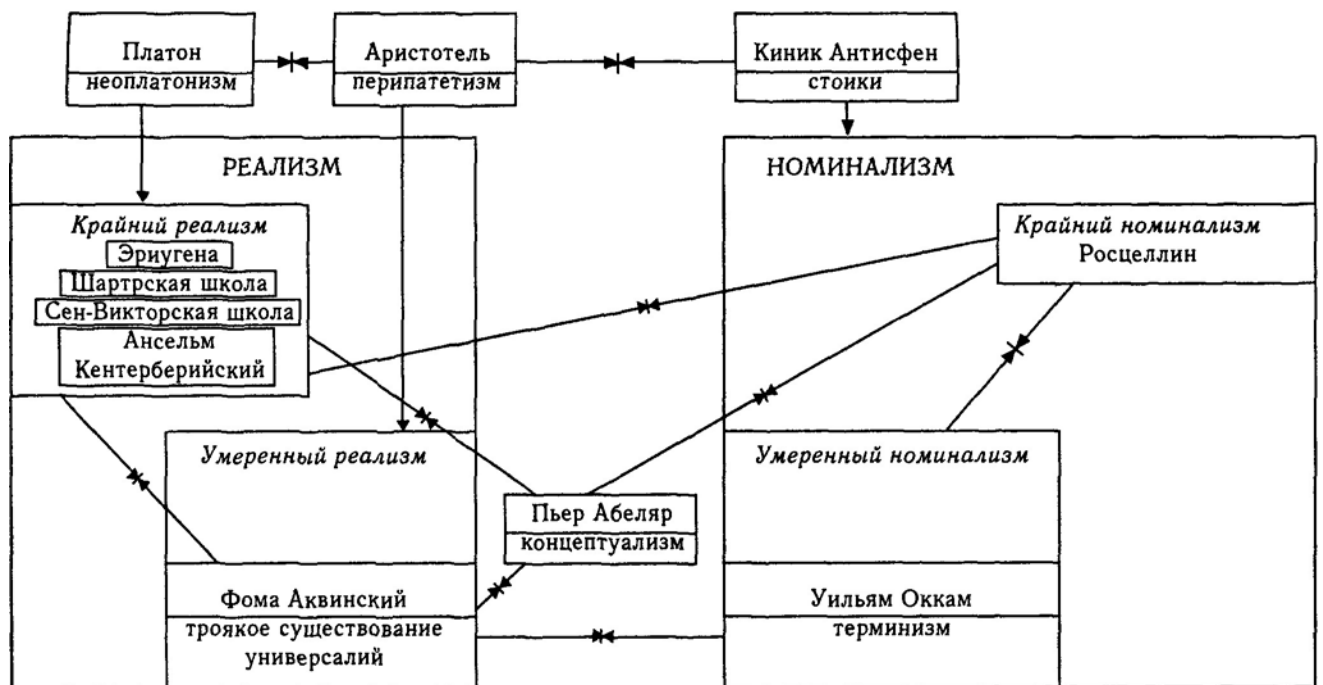 Платон
неоплатонизм
Аристотель
перипатетизм
Киник Антисфен
стоики
РЕАЛИЗМ
НОМИНАЛИЗМ
Крайний реализм
Эриугена
Шартрская школа
Сен-Викторская школа
Ансельм
Кентерберийский
Крайний номинализм
Росцеллин
Умеренный реализм
Умеренный номинализм
Пьер Абеляр
концептуализм
Фома Аквинский
троякое существование
универсалий
Уильям Оккам
терминизм